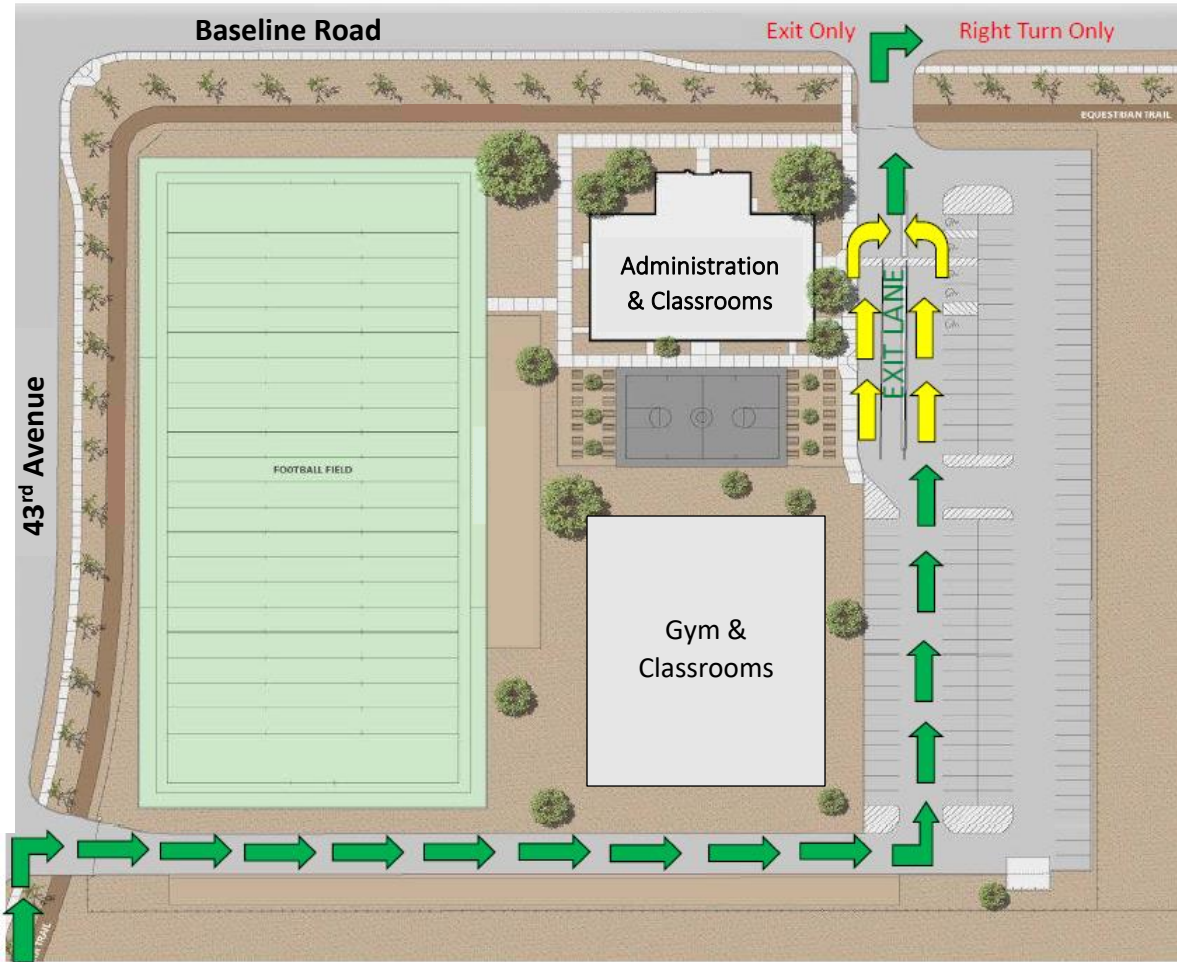 Baseline Road
Exit Only
Right Turn Only
EQUESTRIAN TRAIL
Administration
& Classrooms
EXIT LANE
43rd Avenue
FOOTBALL FIELD
Gym &
Classrooms
TRAIL